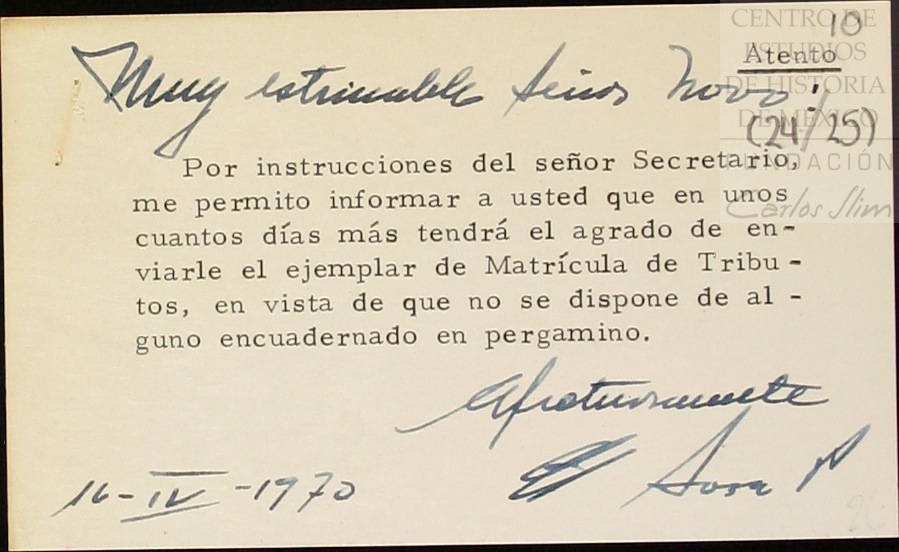 CENTRO DE
ESTUDIOS
DE HISTORIA
DE MÉXICO
FUNDACIÓN
Carlos Slim
10
Atento
Muy estimable Señor Novo:
(24/25)
Por instrucciones del señor Secretario,
me permito informar a usted que en unos
cuantos días más tendrá el agrado de en-
viarle el ejemplar de Matrícula de Tribu-
tos, en vista de que no se dispone de al-
guno encuadernado en pergamino.
Afectuosamente
Sosa
16-IV-1970